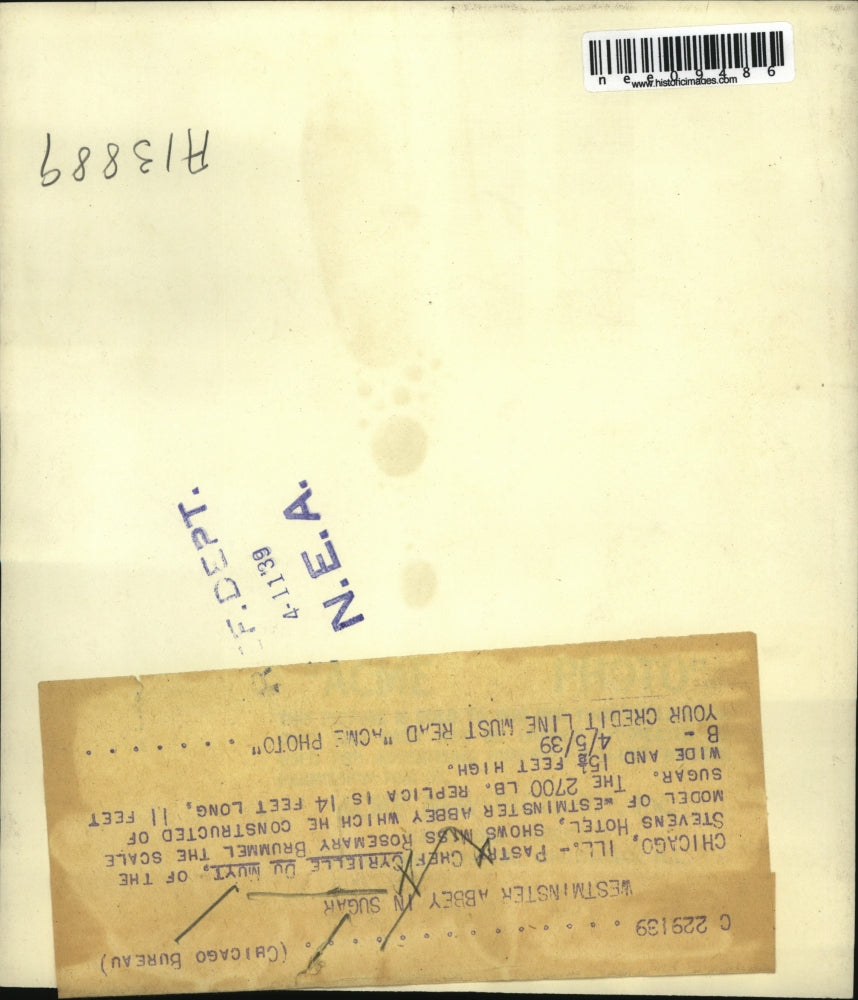 nee09486
www.historicimages.com
A13889
F. DEPT.
4-11-39
N.E.A.
C 229139 . . . . . . . . . . . . . . (CHICAGO BUREAU)
WESTMINSTER ABBEY IN SUGAR
CHICAGO, ILL. - PASTRY CHEF CYRIELLE DU MUYT, OF THE
STEVENS HOTEL, SHOWS MISS ROSEMARY BRUMMEL THE SCALE
MODEL OF WESTMINSTER ABBEY WHICH HE CONSTRUCTED OF
SUGAR. THE 2700 LB. REPLICA IS 14 FEET LONG, 11 FEET
WIDE AND 15½ FEET HIGH.
B - 4/5/39
YOUR CREDIT LINE MUST READ "ACME PHOTO" . . . . . . . .